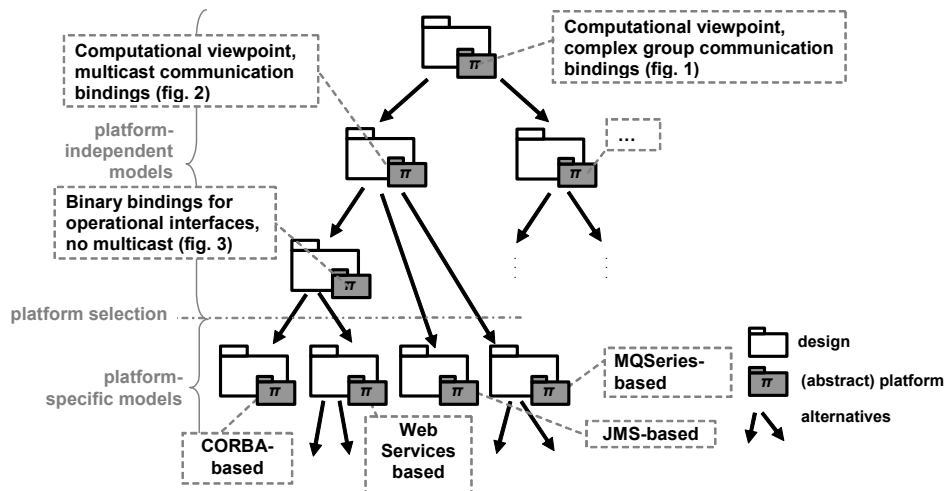 Computational viewpoint,
multicast communication
bindings (fig. 2)
Computational viewpoint,
complex group communication
bindings (fig. 1)
π
platform-
independent
models
π
π
...
Binary bindings for
operational interfaces,
no multicast (fig. 3)
π
platform selection
platform-
specific models
π
π
π
π
MQSeries-
based
CORBA-
based
Web
Services
based
JMS-based
design
π (abstract) platform
alternatives